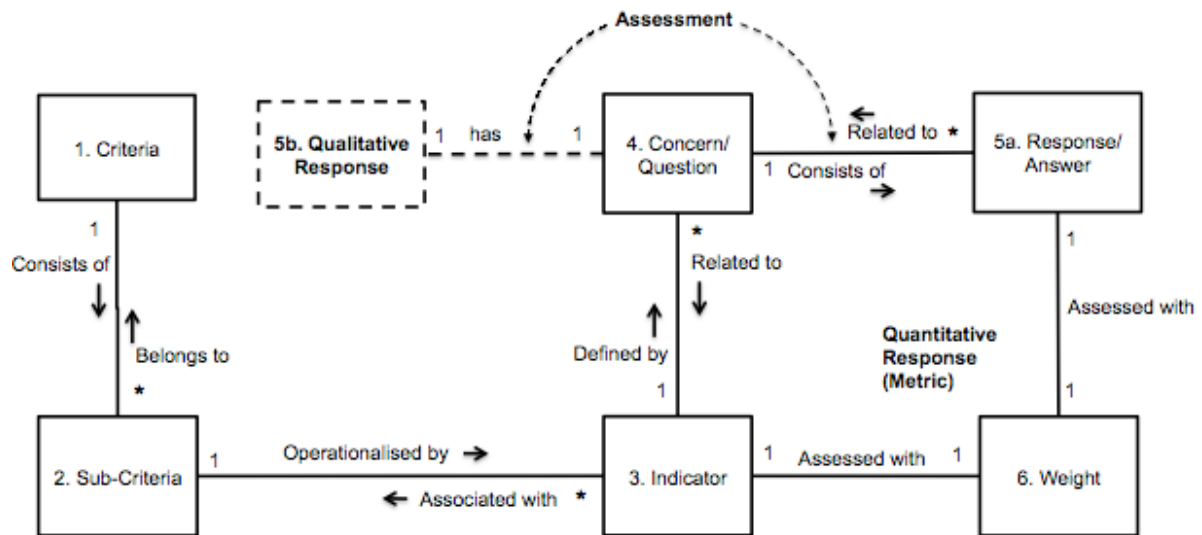 Assessment
1. Criteria
5b. Qualitative
Response
1 has 1
4. Concern/
Question
Related to *
1 Consists of
5a. Response/
Answer
1
Consists of
Belongs to
*
*
Related to
Defined by
1
1
Assessed with
Quantitative
Response
(Metric)
1
2. Sub-Criteria
1 Operationalised by
Associated with *
3. Indicator
1 Assessed with 1
6. Weight